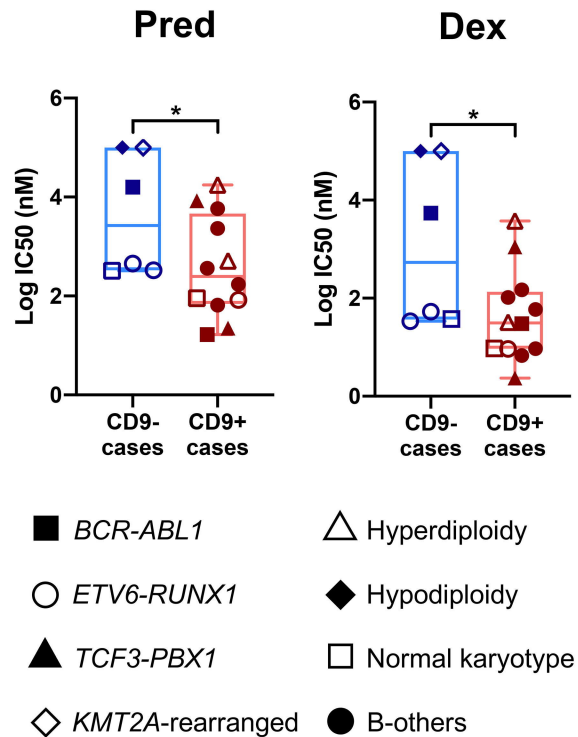 Pred
Dex
Log IC50 (nM)
6
4
2
0
*
CD9-
cases
CD9+
cases
Log IC50 (nM)
6
4
2
0
*
CD9-
cases
CD9+
cases
BCR-ABL1
Hyperdiploidy
ETV6-RUNX1
Hypodiploidy
TCF3-PBX1
Normal karyotype
KMT2A-rearranged
B-others